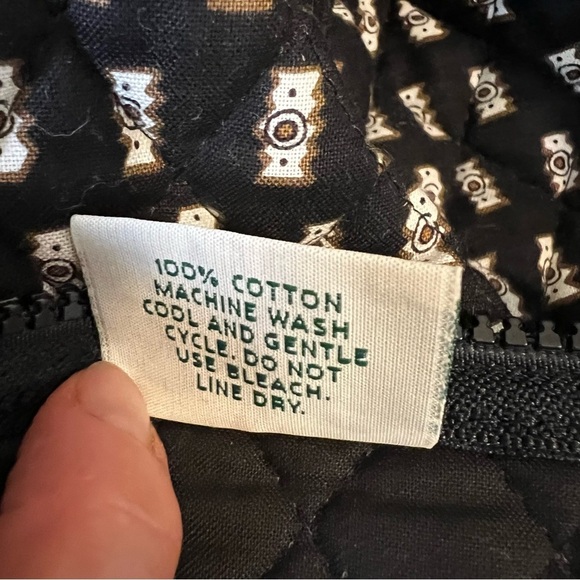 100% COTTON
MACHINE WASH
COOL AND GENTLE
CYCLE. DO NOT
USE BLEACH.
LINE DRY.